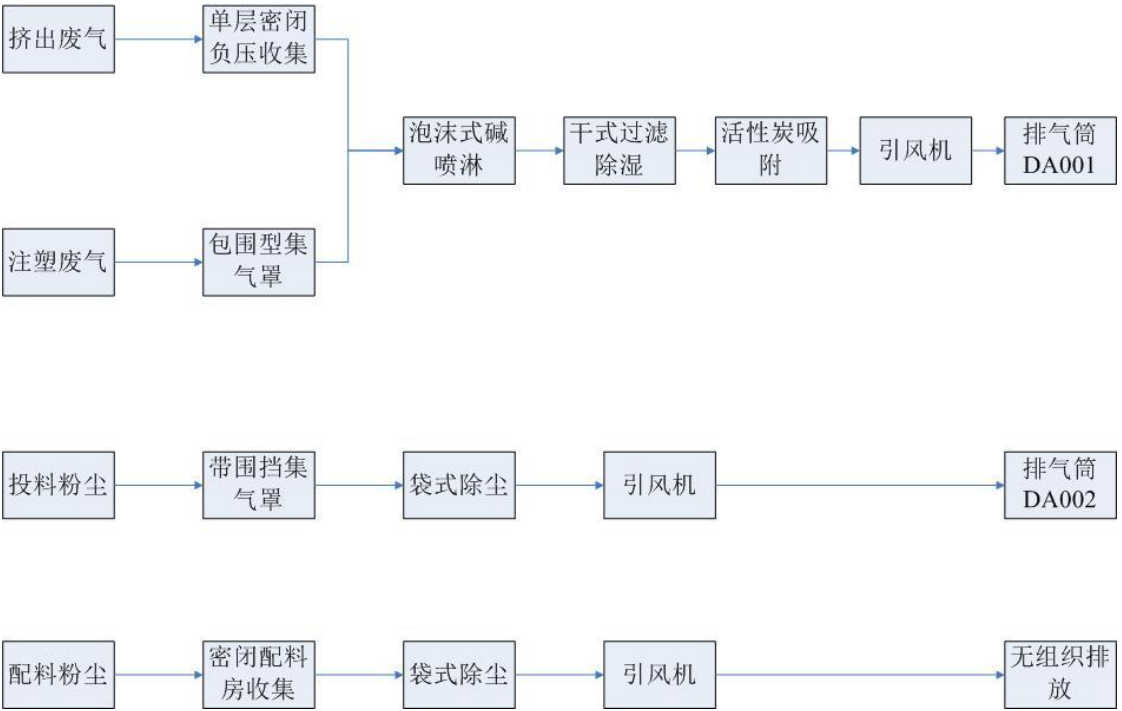 挤出废气
单层密闭
负压收集
泡沫式碱
喷淋
干式过滤
除湿
活性炭吸
附
引风机
排气筒
DA001
注塑废气
包围型集
气罩
投料粉尘
带围挡集
气罩
袋式除尘
引风机
排气筒
DA002
配料粉尘
密闭配料
房收集
袋式除尘
引风机
无组织排
放